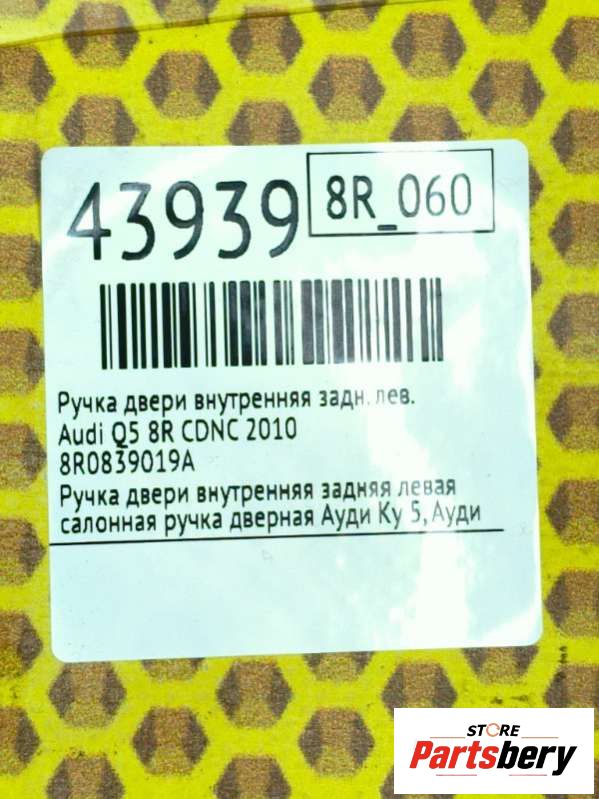 43939
8R_060
Ручка двери внутренняя задн. лев.
Audi Q5 8R CDNC 2010
8R0839019A
Ручка двери внутренняя задняя левая
салонная ручка дверная Ауди Ку 5, Ауди
STORE
Partsbery